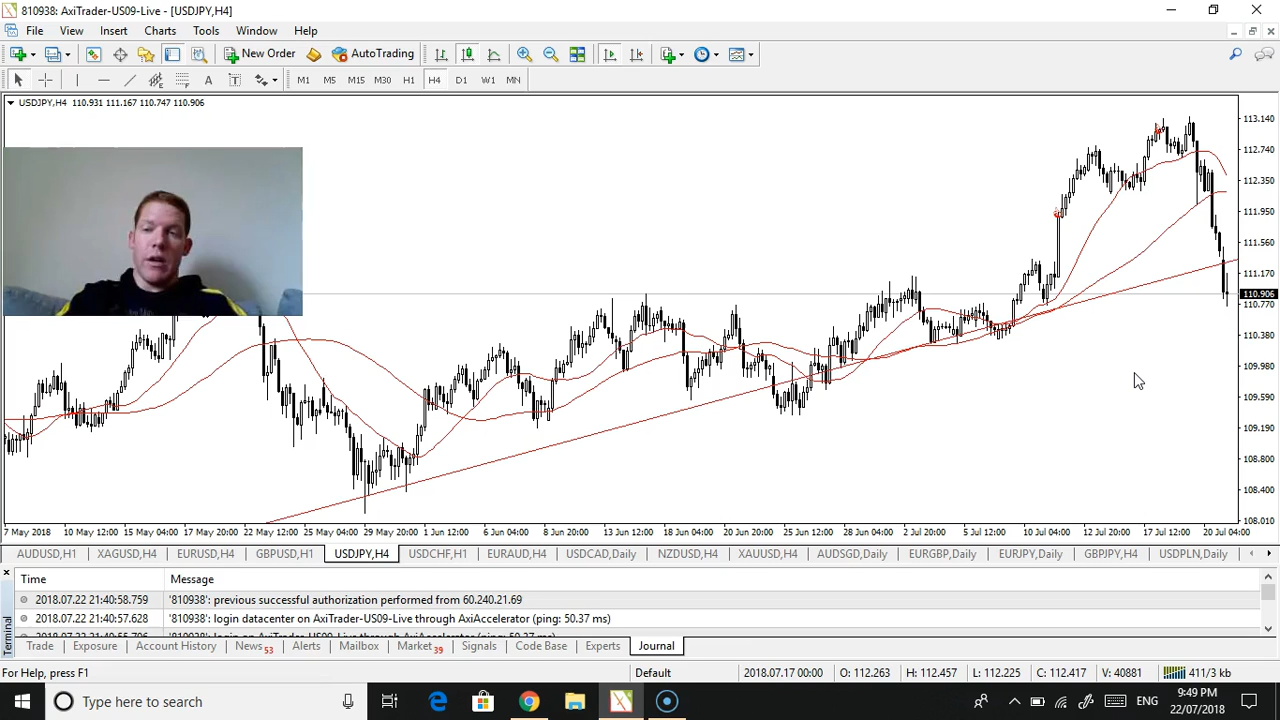 810938: AxiTrader-US09-Live - [USDJPY,H4]
File View Insert Charts Tools Window Help
New Order AutoTrading
A T M1 M5 M15 M30 H1 H4 D1 W1 MN
USDJPY,H4 110.931 111.167 110.747 110.906
113.140
112.740
112.350
111.950
111.560
111.170
110.906
110.770
110.380
109.980
109.590
109.190
108.800
108.400
108.010
7 May 2018 10 May 12:00 15 May 04:00 17 May 20:00 22 May 12:00 25 May 04:00 29 May 20:00 1 Jun 12:00 6 Jun 04:00 8 Jun 20:00 13 Jun 12:00 18 Jun 04:00 20 Jun 20:00 25 Jun 12:00 28 Jun 04:00 2 Jul 20:00 5 Jul 12:00 10 Jul 04:00 12 Jul 20:00 17 Jul 12:00 20 Jul 04:00
AUDUSD,H1 XAGUSD,H4 EURUSD,H4 GBPUSD,H1 USDJPY,H4 USDCHF,H1 EURAUD,H4 USDCAD,Daily NZDUSD,H4 XAUUSD,H4 AUDSGD,Daily EURGBP,Daily EURJPY,Daily GBPJPY,H4 USDPLN,Daily
Time Message
2018.07.22 21:40:58.759 '810938': previous successful authorization performed from 60.240.21.69
2018.07.22 21:40:57.628 '810938': login datacenter on AxiTrader-US09-Live through AxiAccelerator (ping: 50.37 ms)
Terminal
Trade Exposure Account History News 53 Alerts Mailbox Market 39 Signals Code Base Experts Journal
For Help, press F1 Default 2018.07.17 00:00 O: 112.263 H: 112.457 L: 112.225 C: 112.417 V: 40881 411/3 kb
Type here to search ENG 9:49 PM
22/07/2018